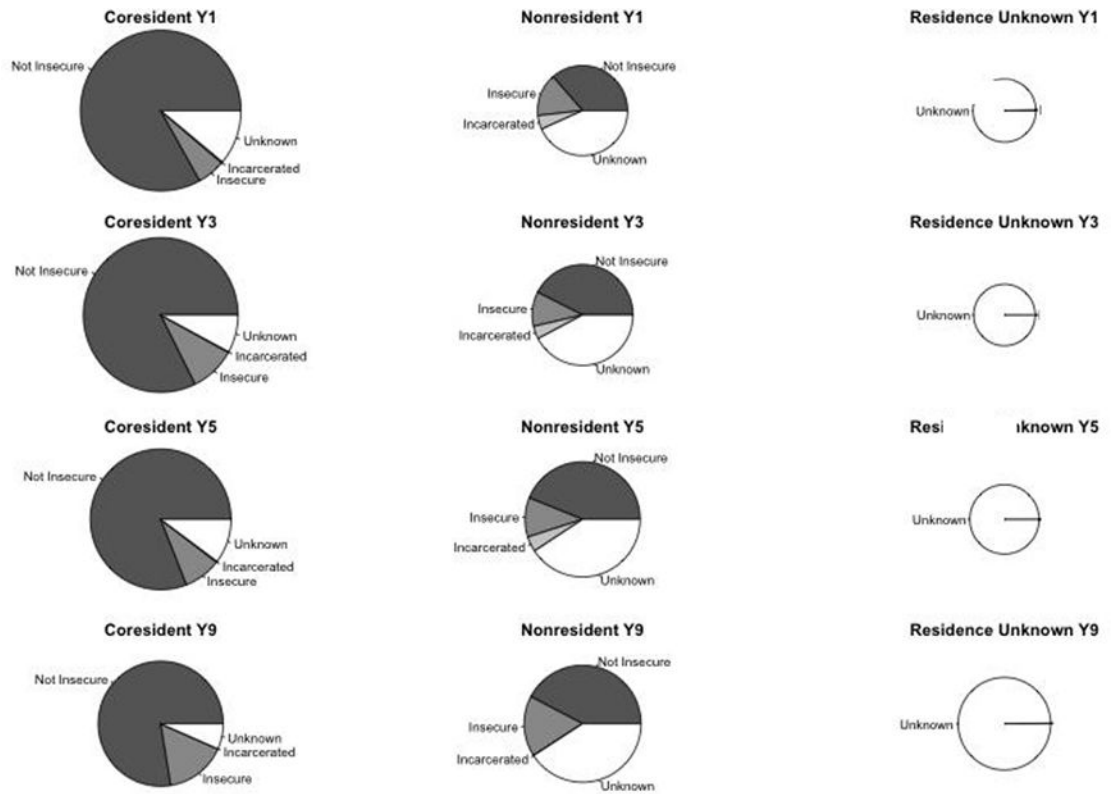 Coresident Y1
Not Insecure
Unknown
Incarcerated
Insecure
Nonresident Y1
Not Insecure
Insecure
Incarcerated
Unknown
Residence Unknown Y1
Unknown
Coresident Y3
Not Insecure
Unknown
Incarcerated
Insecure
Nonresident Y3
Not Insecure
Insecure
Incarcerated
Unknown
Residence Unknown Y3
Unknown
Coresident Y5
Not Insecure
Unknown
Incarcerated
Insecure
Nonresident Y5
Not Insecure
Insecure
Incarcerated
Unknown
Y5
Unknown
Coresident Y9
Not Insecure
Unknown
Incarcerated
Insecure
Nonresident Y9
Not Insecure
Insecure
Incarcerated
Unknown
Residence Unknown Y9
Unknown